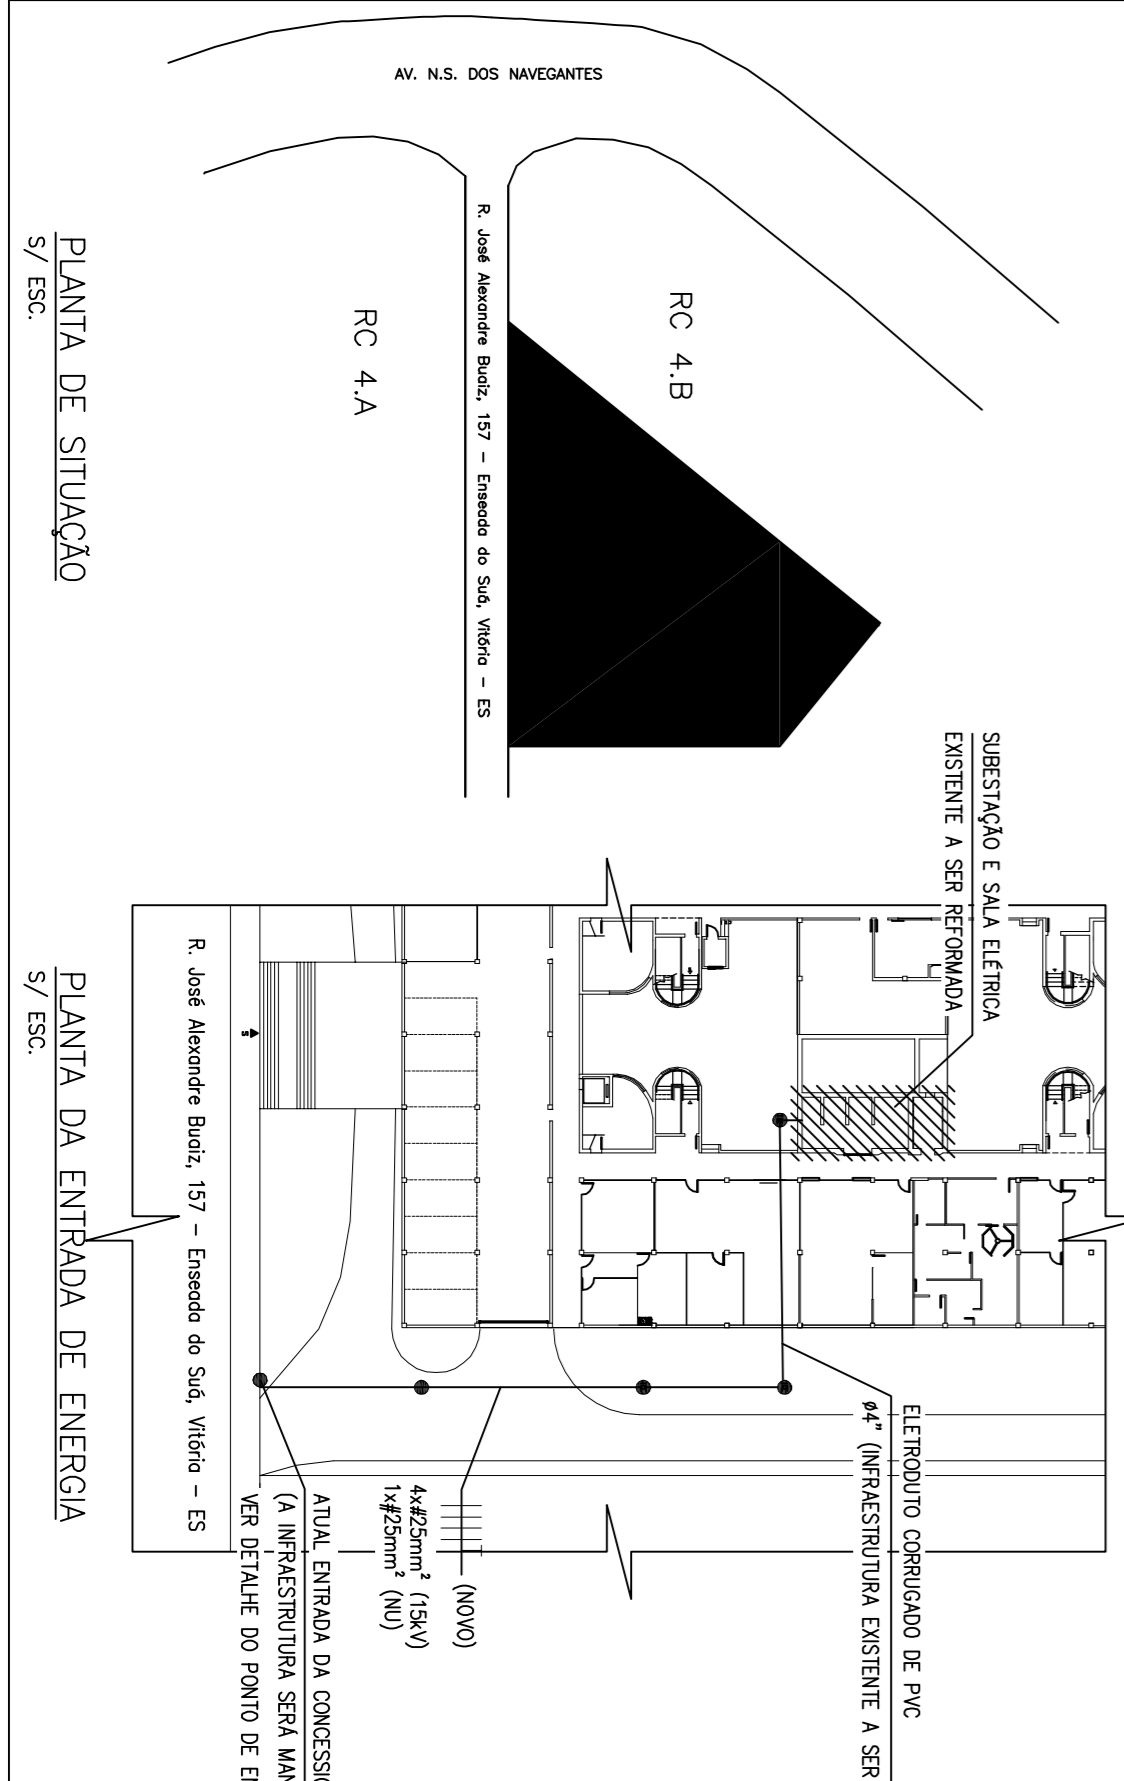 AV. N.S. DOS NAVEGANTES
R. José Alexandre Buaiz, 157 – Enseada do Suá, Vitória – ES
RC 4.B
RC 4.A
PLANTA DE SITUAÇÃO
S/ ESC.
SUBESTAÇÃO E SALA ELÉTRICA
EXISTENTE A SER REFORMADA
ELETRODUTO CORRUGADO DE PVC
ø4" (INFRAESTRUTURA EXISTENTE A SER
(NOVO)
4x#25mm² (15kV)
1x#25mm² (NU)
ATUAL ENTRADA DA
(A INFRAESTRUTURA SERÁ
VER DETALHE DO PONTO DE
S
R. José Alexandre Buaiz, 157 – Enseada do Suá, Vitória – ES
PLANTA DA ENTRADA DE ENERGIA
S/ ESC.